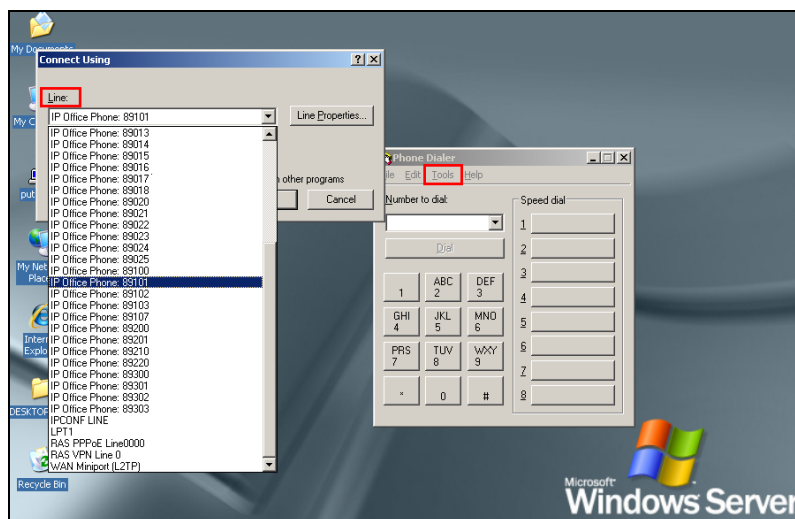 My Documents
Connect Using
Line:
IP Office Phone: 89101
Line Properties...
IP Office Phone: 89013
IP Office Phone: 89014
IP Office Phone: 89015
IP Office Phone: 89016
IP Office Phone: 89017
IP Office Phone: 89018
IP Office Phone: 89020
IP Office Phone: 89021
IP Office Phone: 89022
IP Office Phone: 89023
IP Office Phone: 89024
IP Office Phone: 89025
IP Office Phone: 89100
IP Office Phone: 89101
IP Office Phone: 89102
IP Office Phone: 89103
IP Office Phone: 89107
IP Office Phone: 89200
IP Office Phone: 89201
IP Office Phone: 89210
IP Office Phone: 89220
IP Office Phone: 89300
IP Office Phone: 89301
IP Office Phone: 89302
IP Office Phone: 89303
IPCONF LINE
LPT1
RAS PPPoE Line0000
RAS VPN Line 0
WAN Miniport (L2TP)
other programs
Cancel
My C
put
My Net
Place
Intern
Explo
DESKTOP
Recycle Bin
Phone Dialer
ile Edit Tools Help
Number to dial:
Dial
1
ABC 2
DEF 3
GHI 4
JKL 5
MNO 6
PRS 7
TUV 8
WXY 9
* 0 #
Speed dial
1
2
3
4
5
6
7
8
Microsoft
Windows Server